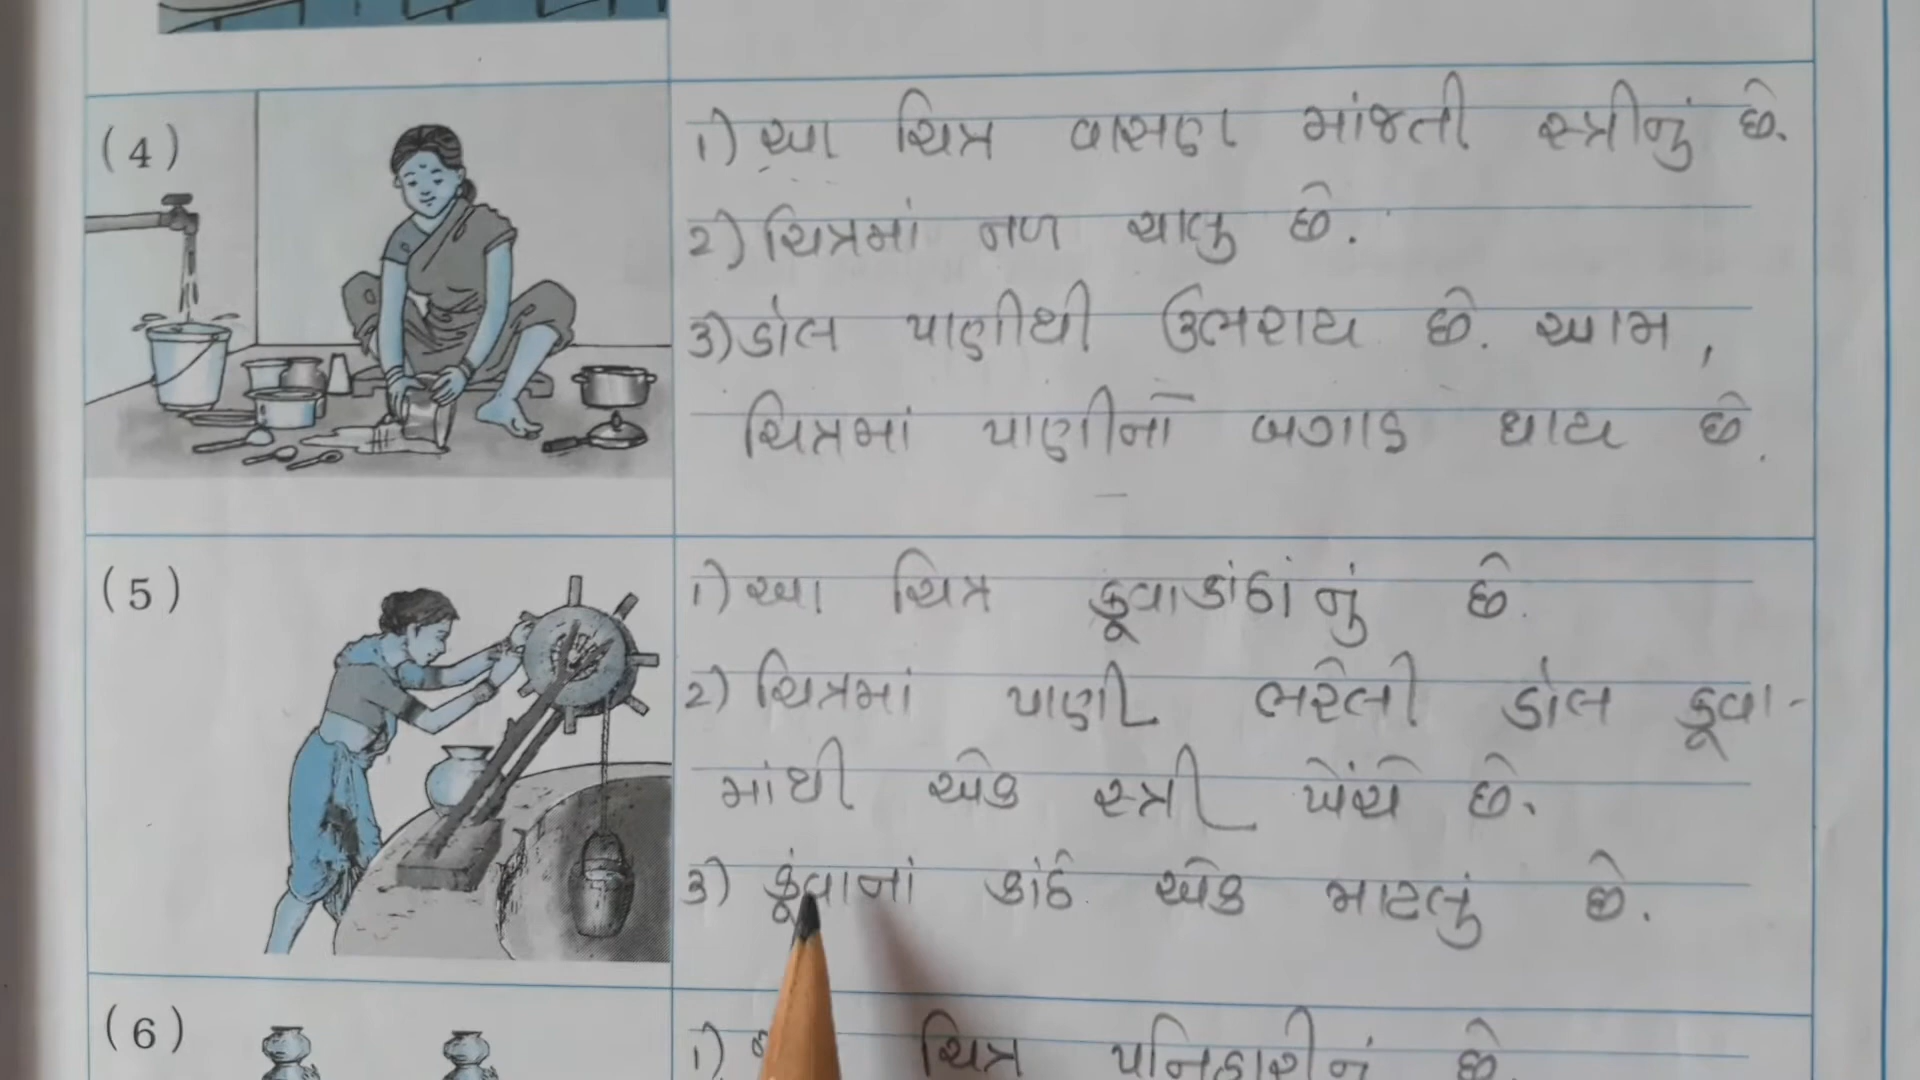 (4)
1) આ ચિત્ર વાસણ માંજતી સ્ત્રીનું છે.
2) ચિત્રમાં નળ ચાલુ છે.
3) ડોલ પાણીથી ઉભરાય છે. આમ,
ચિત્રમાં પાણીનો બગાડ થાય છે.
(5)
1) આ ચિત્ર કૂવાકાંઠાંનું છે.
2) ચિત્રમાં પાણી ભરેલી ડોલ કૂવા-
માંથી એક સ્ત્રી ખેંચે છે.
3) કૂંવાનાં કાંઠે એક માટલું છે.
(6)
1) ચિત્ર પનિહારીનું છે.